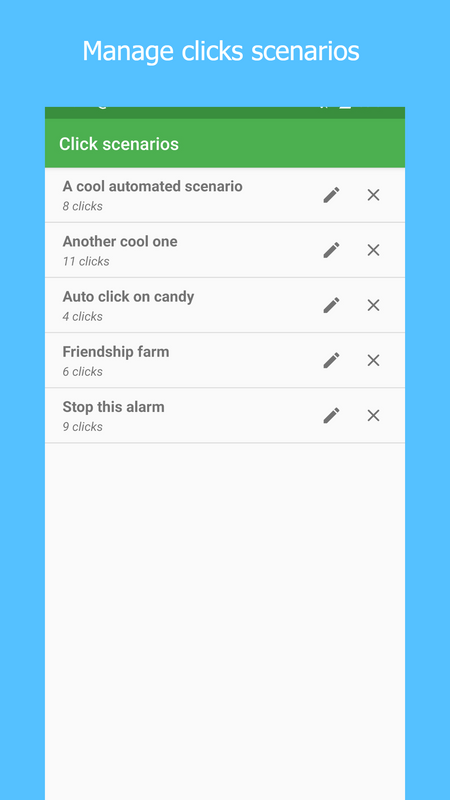 Manage clicks scenarios
Click scenarios
A cool automated scenario
8 clicks
Another cool one
11 clicks
Auto click on candy
4 clicks
Friendship farm
6 clicks
Stop this alarm
9 clicks